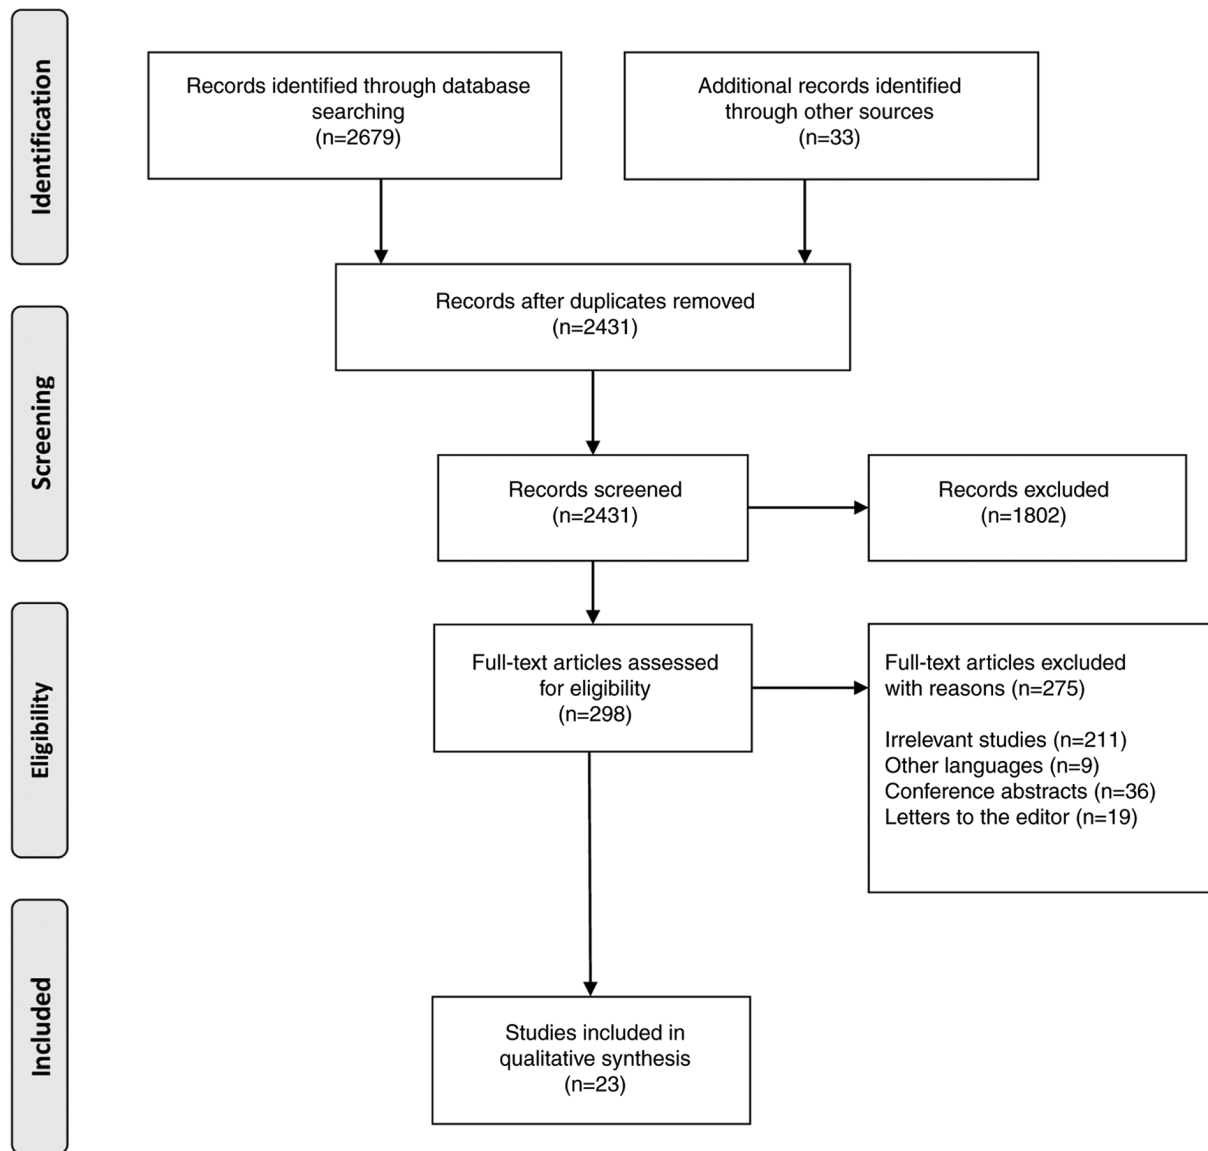 Identification
Records identified through database
searching
(n=2679)
Additional records identified
through other sources
(n=33)
Records after duplicates removed
(n=2431)
Screening
Records screened
(n=2431)
Records excluded
(n=1802)
Eligibility
Full-text articles assessed
for eligibility
(n=298)
Full-text articles excluded
with reasons (n=275)
Irrelevant studies (n=211)
Other languages (n=9)
Conference abstracts (n=36)
Letters to the editor (n=19)
Included
Studies included in
qualitative synthesis
(n=23)